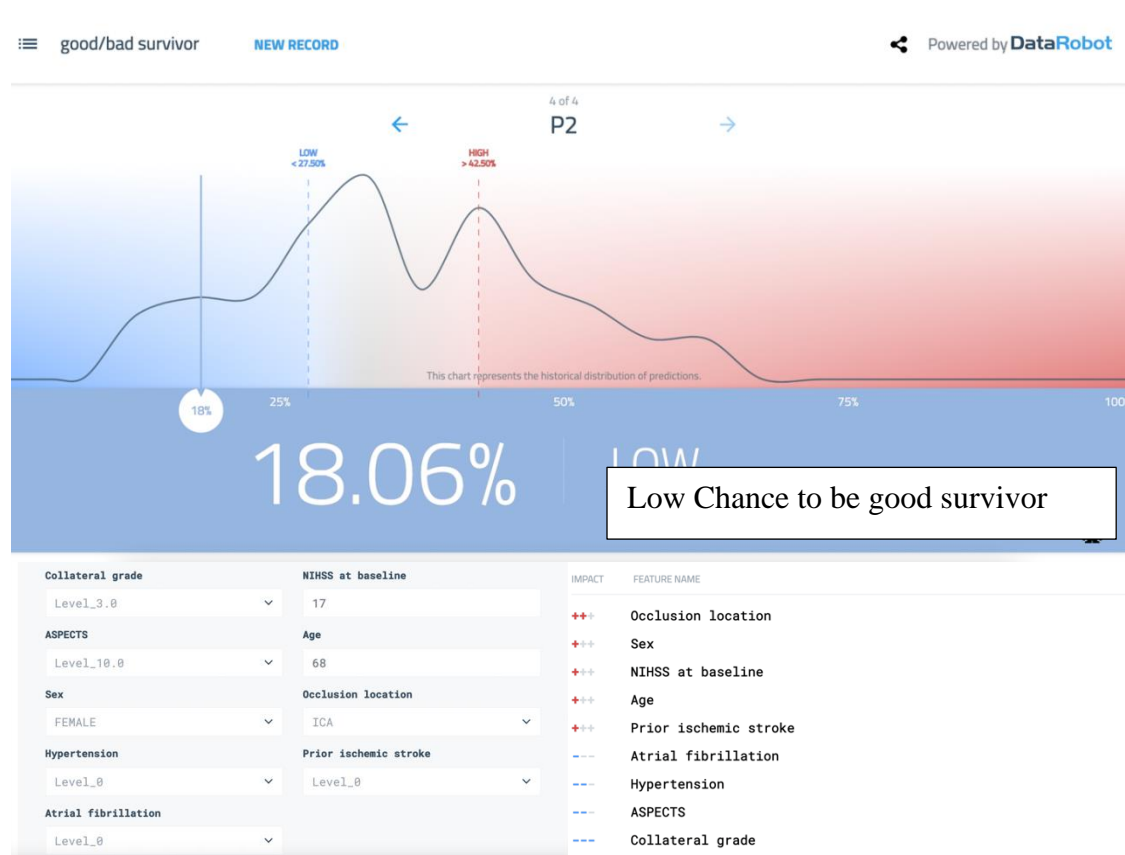 good/bad survivor NEW RECORD Powered by DataRobot
4 of 4
P2
LOW
< 27.50%
HIGH
> 42.50%
This chart represents the historical distribution of predictions.
18% 25% 50% 75% 100
18.06% LOW
Low Chance to be good survivor
Collateral grade NIHSS at baseline
Level_3.0 17
ASPECTS Age
Level_10.0 68
Sex Occlusion location
FEMALE ICA
Hypertension Prior ischemic stroke
Level_0 Level_0
Atrial fibrillation
Level_0
IMPACT FEATURE NAME
+++ Occlusion location
+++ Sex
+++ NIHSS at baseline
+++ Age
+++ Prior ischemic stroke
--- Atrial fibrillation
--- Hypertension
--- ASPECTS
--- Collateral grade